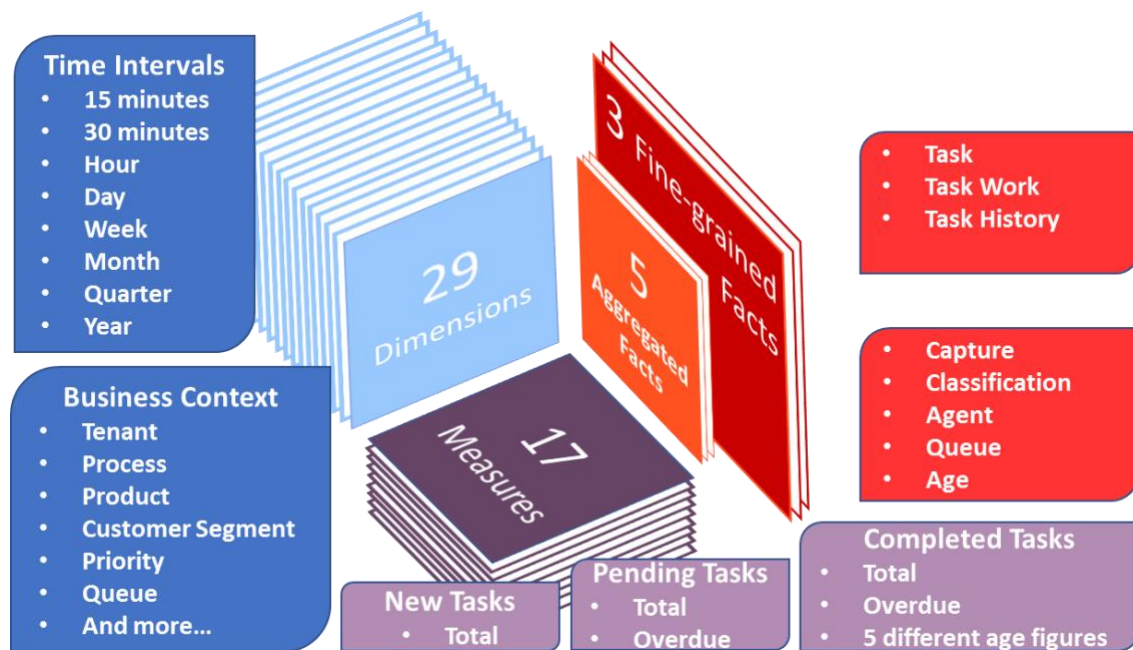 Time Intervals
• 15 minutes
• 30 minutes
• Hour
• Day
• Week
• Month
• Quarter
• Year
Business Context
• Tenant
• Process
• Product
• Customer Segment
• Priority
• Queue
• And more...
29
Dimensions
3 Fine-grained
Facts
5
Aggregated
Facts
17
Measures
• Task
• Task Work
• Task History
• Capture
• Classification
• Agent
• Queue
• Age
New Tasks
• Total
Pending Tasks
• Total
• Overdue
Completed Tasks
• Total
• Overdue
• 5 different age figures